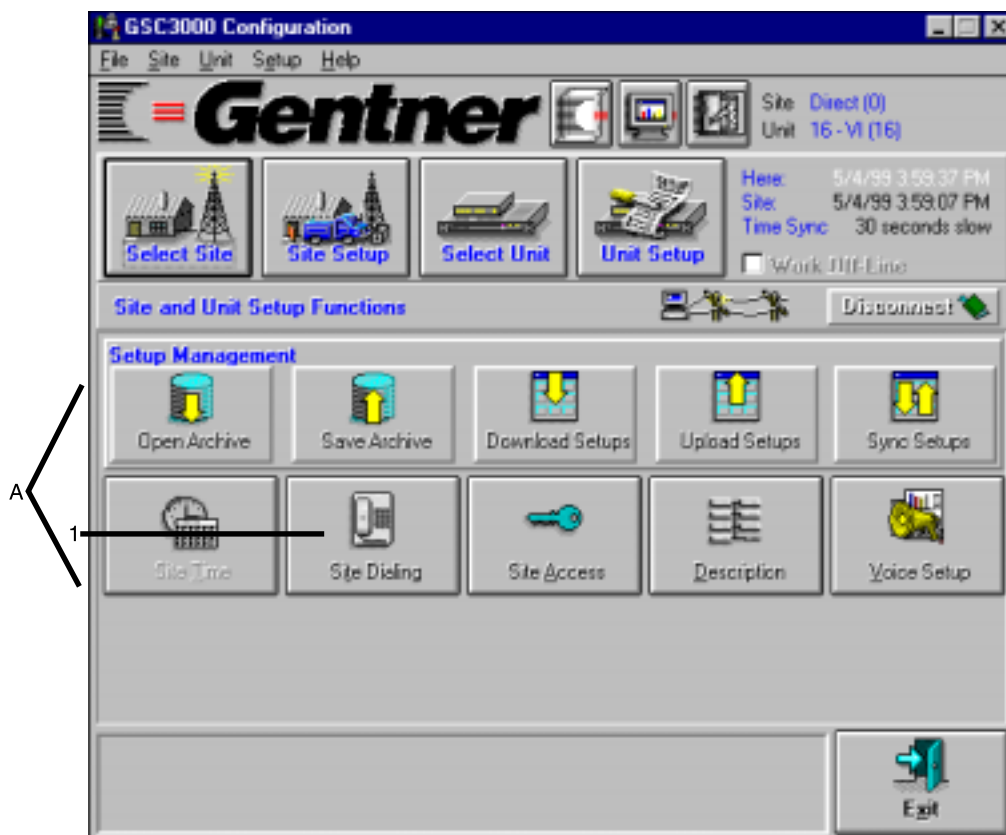 GSC3000 Configuration
File Site Unit Setup Help
Gentner
Site Direct (0)
Unit 16 - VI (16)
Select Site
Site Setup
Select Unit
Setup
Unit Setup
Here: 5/4/99 3:59:37 PM
Site: 5/4/99 3:59:07 PM
Time Sync 30 seconds slow
Work Off-Line
Site and Unit Setup Functions
Disconnect
Setup Management
Open Archive
Save Archive
Download Setups
Upload Setups
Sync Setups
A
1
Site Time
Site Dialing
Site Access
Description
Voice Setup
Exit